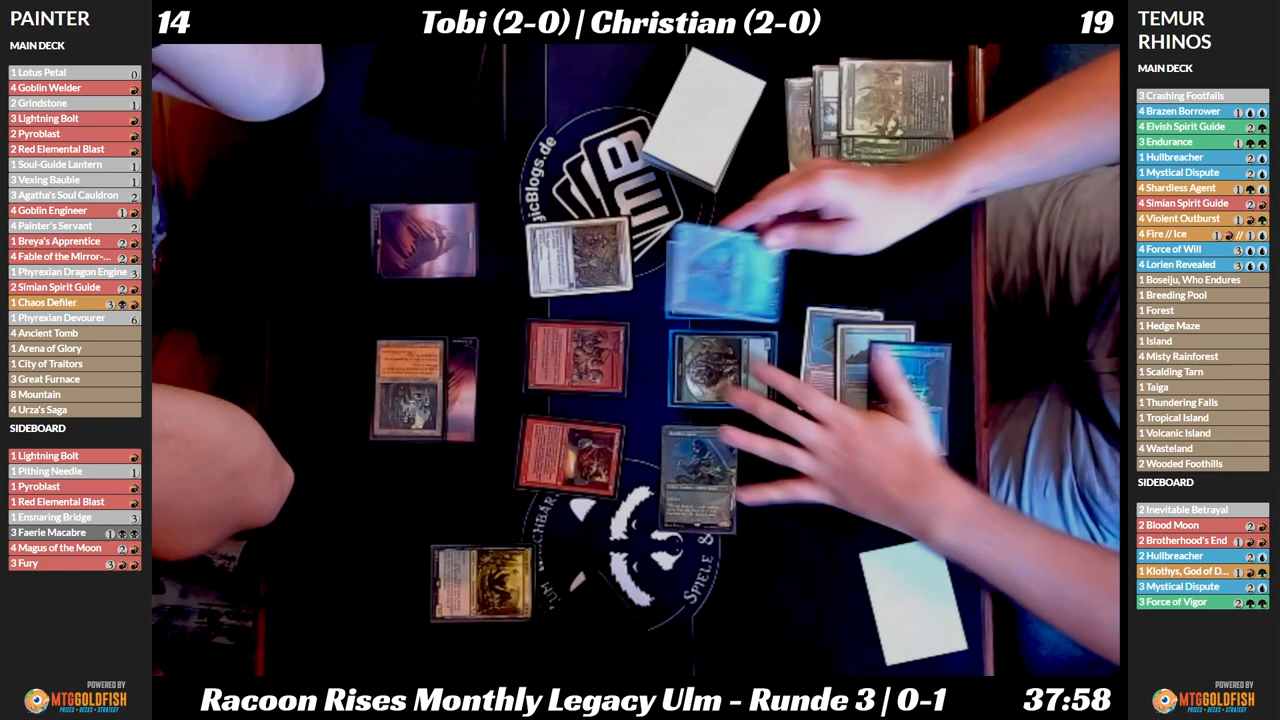 PAINTER
MAIN DECK
1 Lotus Petal 0
4 Goblin Welder
2 Grindstone 1
3 Lightning Bolt
2 Pyroblast
2 Red Elemental Blast
1 Soul-Guide Lantern 1
3 Vexing Bauble 1
3 Agatha's Soul Cauldron 2
4 Goblin Engineer 1
4 Painter's Servant 2
1 Breya's Apprentice 2
4 Fable of the Mirror-... 2
1 Phyrexian Dragon Engine 3
2 Simian Spirit Guide 2
1 Chaos Defiler 3
1 Phyrexian Devourer 6
4 Ancient Tomb
1 Arena of Glory
1 City of Traitors
3 Great Furnace
8 Mountain
4 Urza's Saga
SIDEBOARD
1 Lightning Bolt
1 Pithing Needle 1
1 Pyroblast
1 Red Elemental Blast
1 Ensnaring Bridge 3
3 Faerie Macabre 1
4 Magus of the Moon 2
3 Fury 3
POWERED BY
MTGGOLDFISH
PRICES • DECKS • STRATEGY
14 Tobi (2-0) | Christian (2-0) 19
icBlogs.de
SPIELE &
Racoon Rises Monthly Legacy Ulm - Runde 3 | 0-1 37:58
TEMUR
RHINOS
MAIN DECK
3 Crashing Footfalls
4 Brazen Borrower 1
4 Elvish Spirit Guide 2
3 Endurance 1
1 Hullbreacher 2
1 Mystical Dispute 2
4 Shardless Agent 1
4 Simian Spirit Guide 2
4 Violent Outburst 1
4 Fire // Ice 1 // 1
4 Force of Will 3
4 Lorien Revealed 3
1 Boseiju, Who Endures
1 Breeding Pool
1 Forest
1 Hedge Maze
1 Island
4 Misty Rainforest
1 Scalding Tarn
1 Taiga
1 Thundering Falls
1 Tropical Island
1 Volcanic Island
4 Wasteland
2 Wooded Foothills
SIDEBOARD
2 Inevitable Betrayal
2 Blood Moon 2
2 Brotherhood's End 1
2 Hullbreacher 2
1 Klothys, God of D... 1
3 Mystical Dispute 2
3 Force of Vigor 2
POWERED BY
MTGGOLDFISH
PRICES • DECKS • STRATEGY